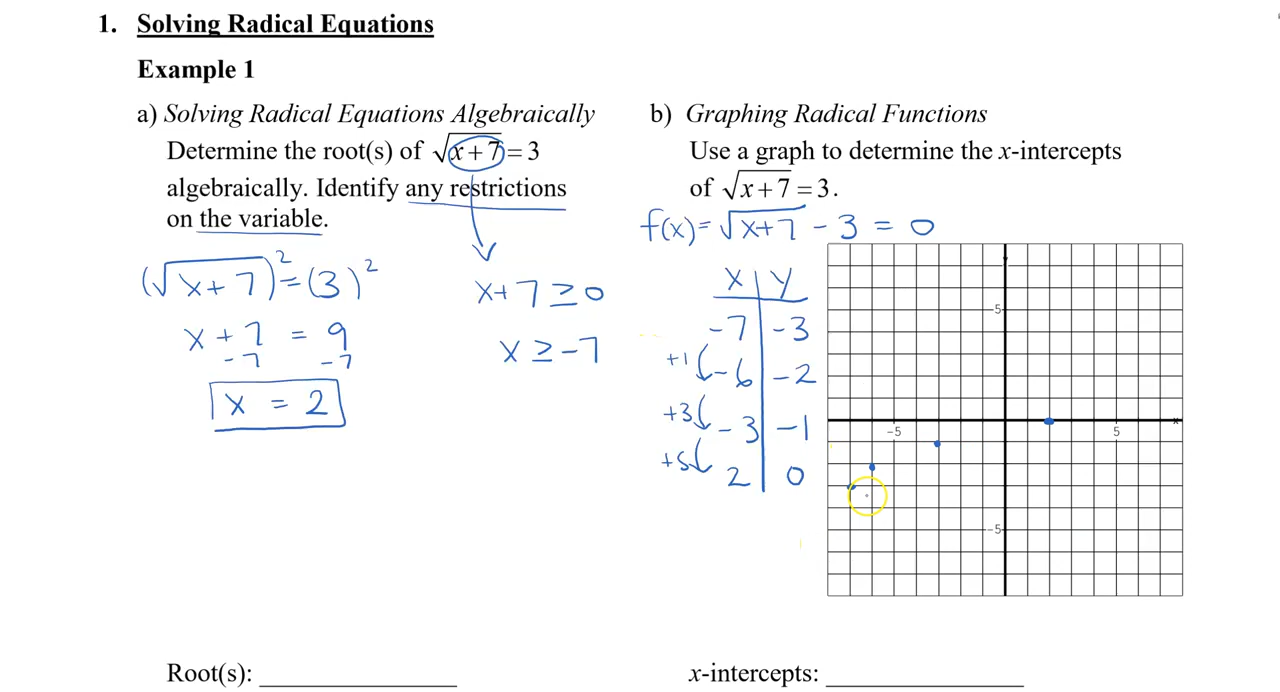 1. Solving Radical Equations
Example 1
a) Solving Radical Equations Algebraically
Determine the root(s) of √(x+7) = 3
algebraically. Identify any restrictions
on the variable.
(√(x+7))² = (3)²
x + 7 = 9
-7 -7
x = 2
x+7 ≥ 0
x ≥ -7
Root(s):
b) Graphing Radical Functions
Use a graph to determine the x-intercepts
of √(x+7) = 3.
f(x) = √(x+7) - 3 = 0
x y
-7 -3
+1 -6 -2
+3 -3 -1
+5 2 0
5
-5 5 x
-5
x-intercepts: